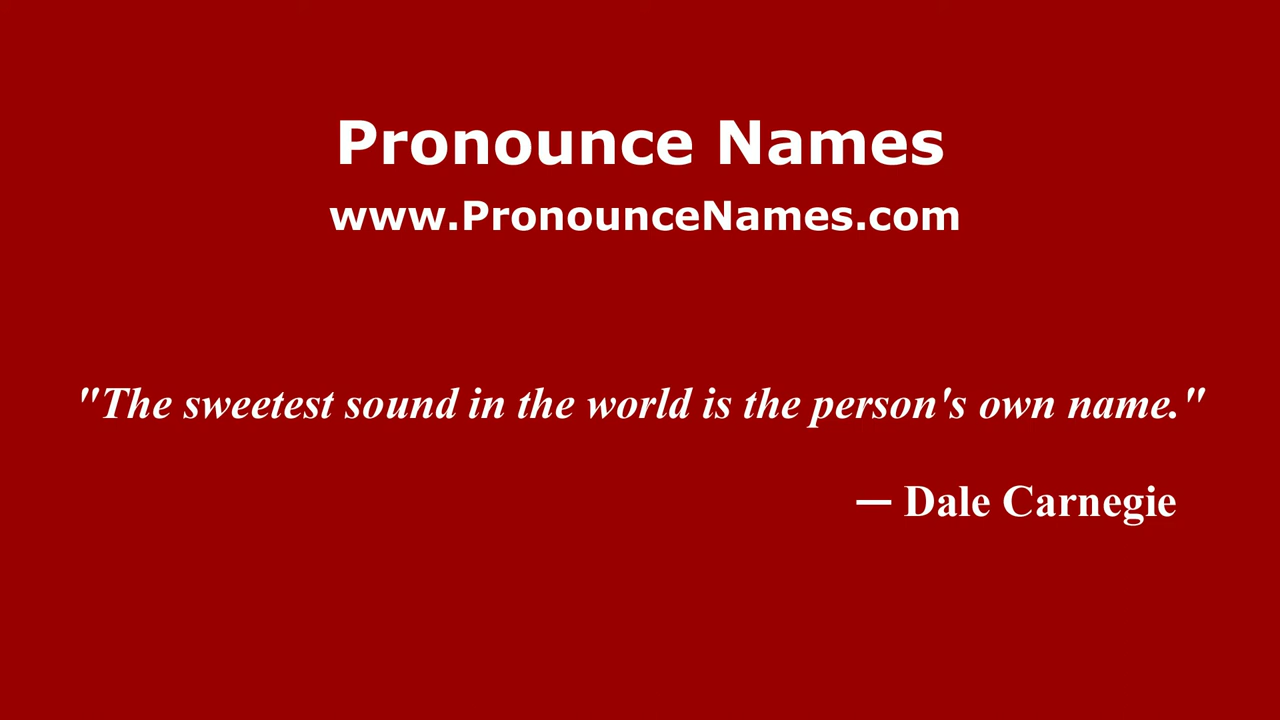 Pronounce Names
www.PronounceNames.com
"The sweetest sound in the world is the person's own name."
— Dale Carnegie